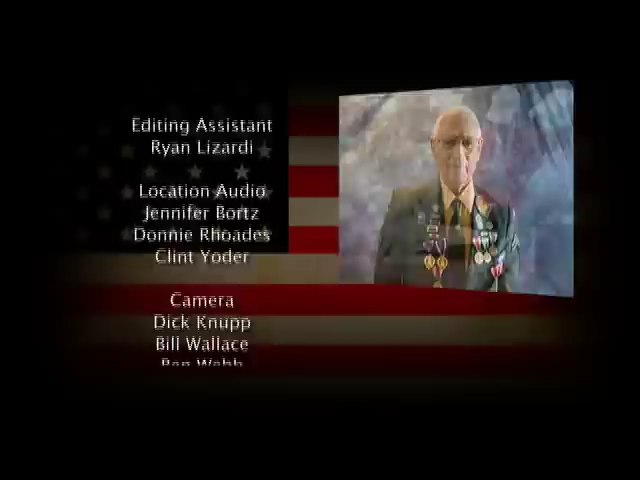 Editing Assistant
Ryan Lizardi
Location Audio
Jennifer Bortz
Donnie Rhoades
Clint Yoder
Camera
Dick Knupp
Bill Wallace